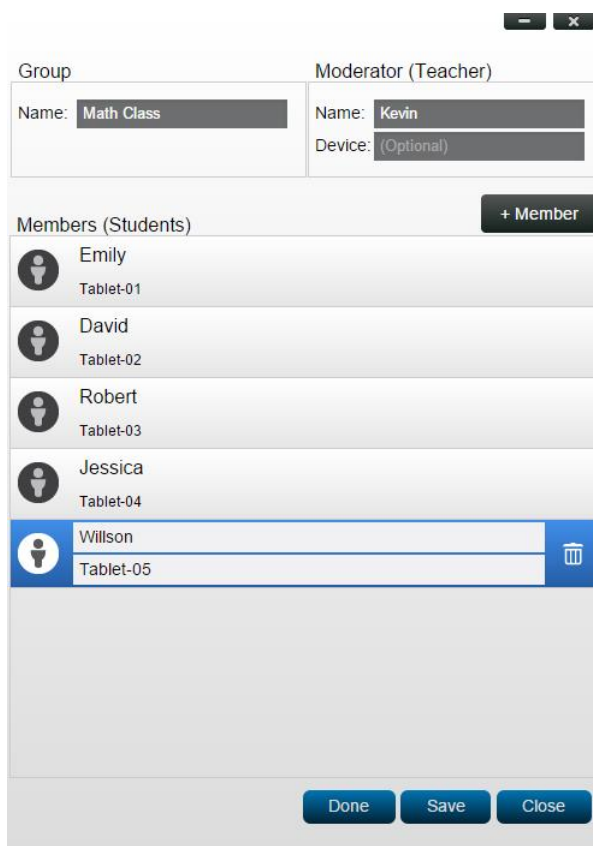 Group
Name: Math Class
Moderator (Teacher)
Name: Kevin
Device: (Optional)
Members (Students)
+ Member
Emily
Tablet-01
David
Tablet-02
Robert
Tablet-03
Jessica
Tablet-04
Willson
Tablet-05
Done Save Close